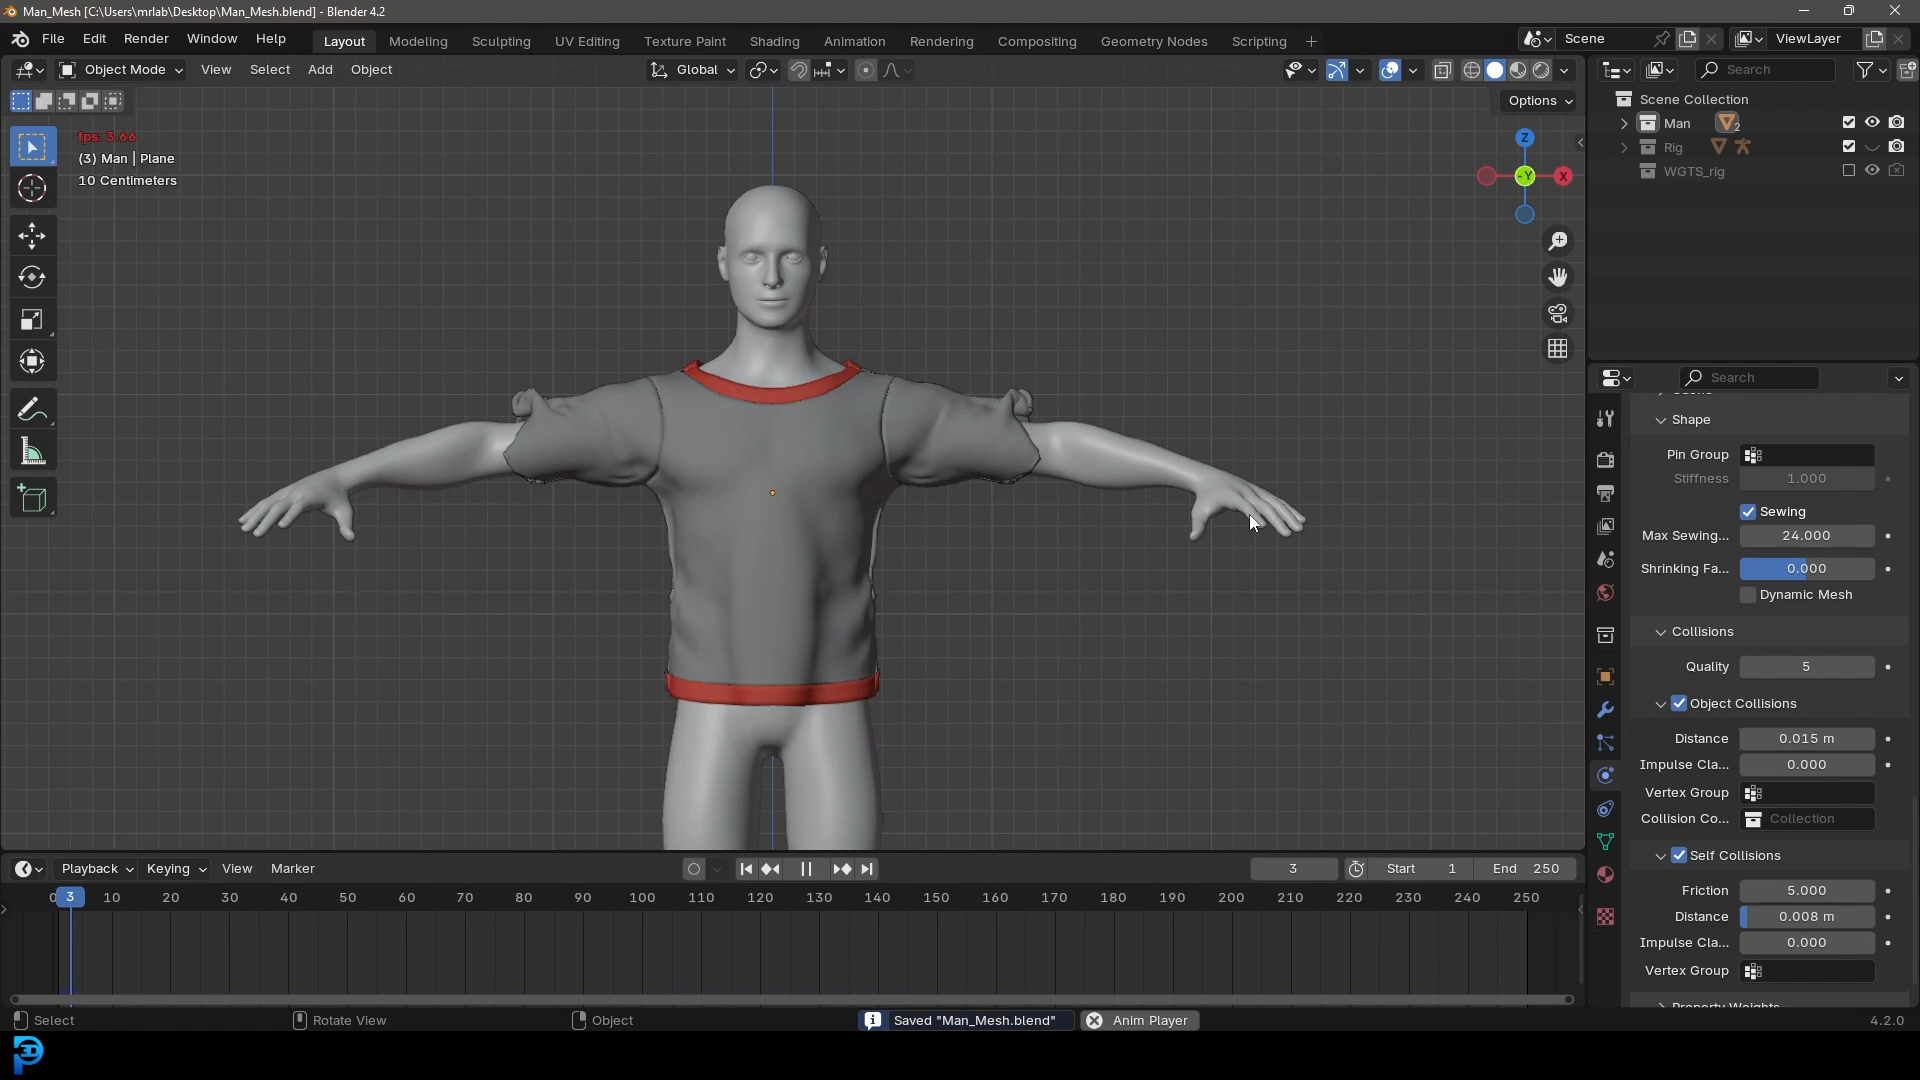 Man_Mesh [C:\Users\mrlab\Desktop\Man_Mesh.blend] - Blender 4.2
File Edit Render Window Help
Layout Modeling Sculpting UV Editing Texture Paint Shading Animation Rendering Compositing Geometry Nodes Scripting +
Scene
ViewLayer
Object Mode View Select Add Object
Global
Search
Options
Scene Collection
Man 2
Rig
WGTS_rig
fps: 3.66
(3) Man | Plane
10 Centimeters
Z
-Y
X
Search
Shape
Pin Group
Stiffness 1.000
Sewing
Max Sewing... 24.000
Shrinking Fa... 0.000
Dynamic Mesh
Collisions
Quality 5
Object Collisions
Distance 0.015 m
Impulse Cla... 0.000
Vertex Group
Collision Co... Collection
Self Collisions
Friction 5.000
Distance 0.008 m
Impulse Cla... 0.000
Vertex Group
Property Weights
Playback Keying View Marker
3 Start 1 End 250
0 3 10 20 30 40 50 60 70 80 90 100 110 120 130 140 150 160 170 180 190 200 210 220 230 240 250
Select Rotate View Object Saved "Man_Mesh.blend" Anim Player 4.2.0
3D